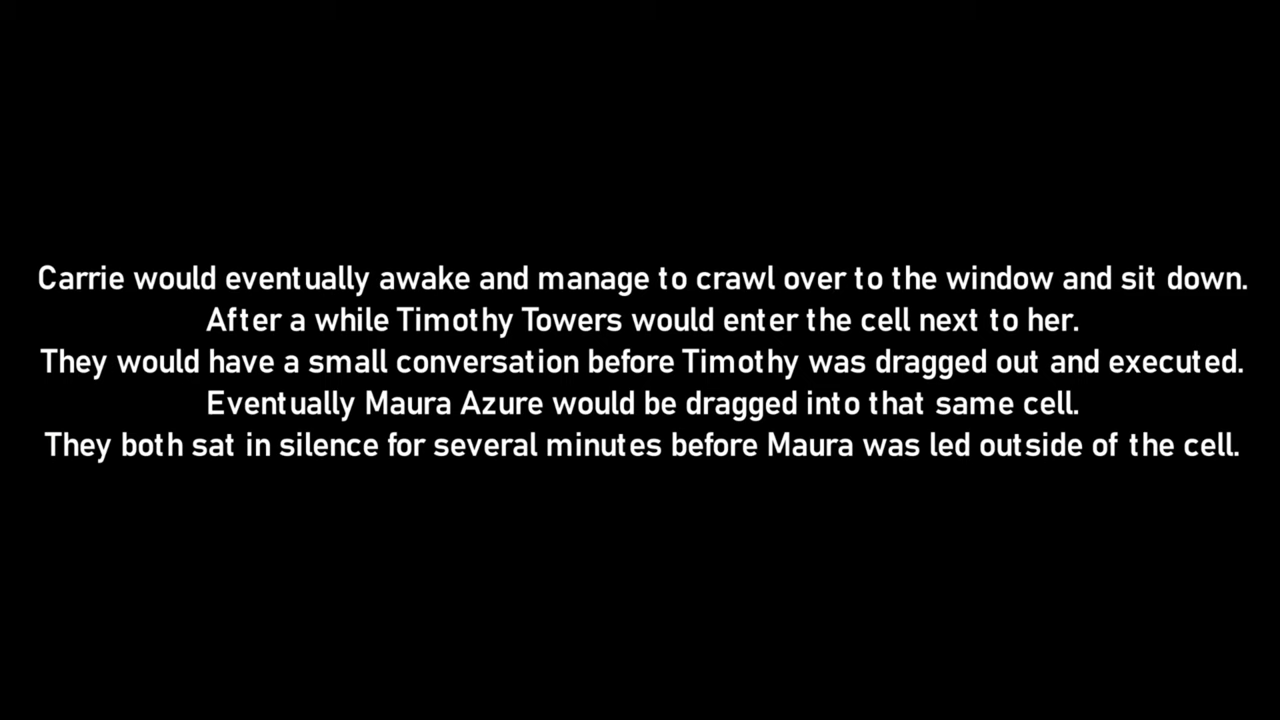 Carrie would eventually awake and manage to crawl over to the window and sit down.
After a while Timothy Towers would enter the cell next to her.
They would have a small conversation before Timothy was dragged out and executed.
Eventually Maura Azure would be dragged into that same cell.
They both sat in silence for several minutes before Maura was led outside of the cell.